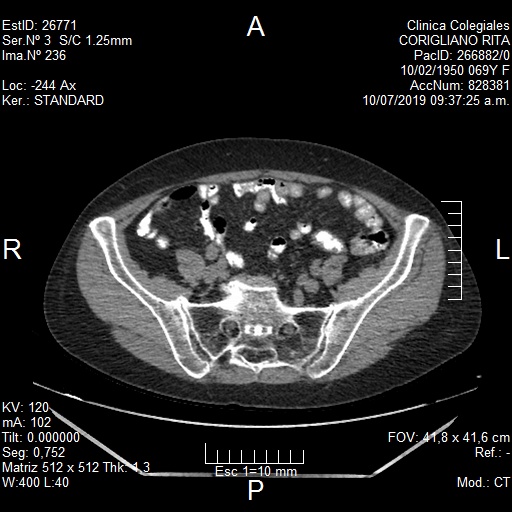 EstID: 26771
Ser.Nº 3 S/C 1.25mm
Ima.Nº 236
Loc: -244 Ax
Ker.: STANDARD
A
Clinica Colegiales
CORIGLIANO RITA
PacID: 266882/0
10/02/1950 069Y F
AccNum: 828381
10/07/2019 09:37:25 a.m.
R
L
KV: 120
mA: 102
Tilt: 0.000000
Seg: 0,752
Matriz 512 x 512 Thk: 1.3
W:400 L:40
Esc 1=10 mm
P
FOV: 41,8 x 41,6 cm
Ref.: -
Mod.: CT